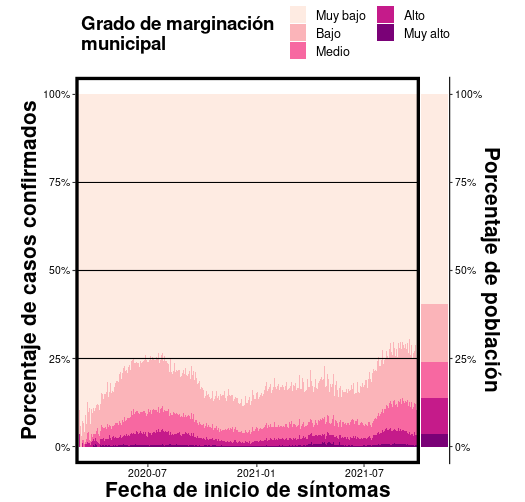 Grado de marginación
municipal
Muy bajo
Bajo
Medio
Alto
Muy alto
Porcentaje de casos confirmados
100%
75%
50%
25%
0%
100%
75%
50%
25%
0%
Porcentaje de población
2020-07
2021-01
2021-07
Fecha de inicio de síntomas